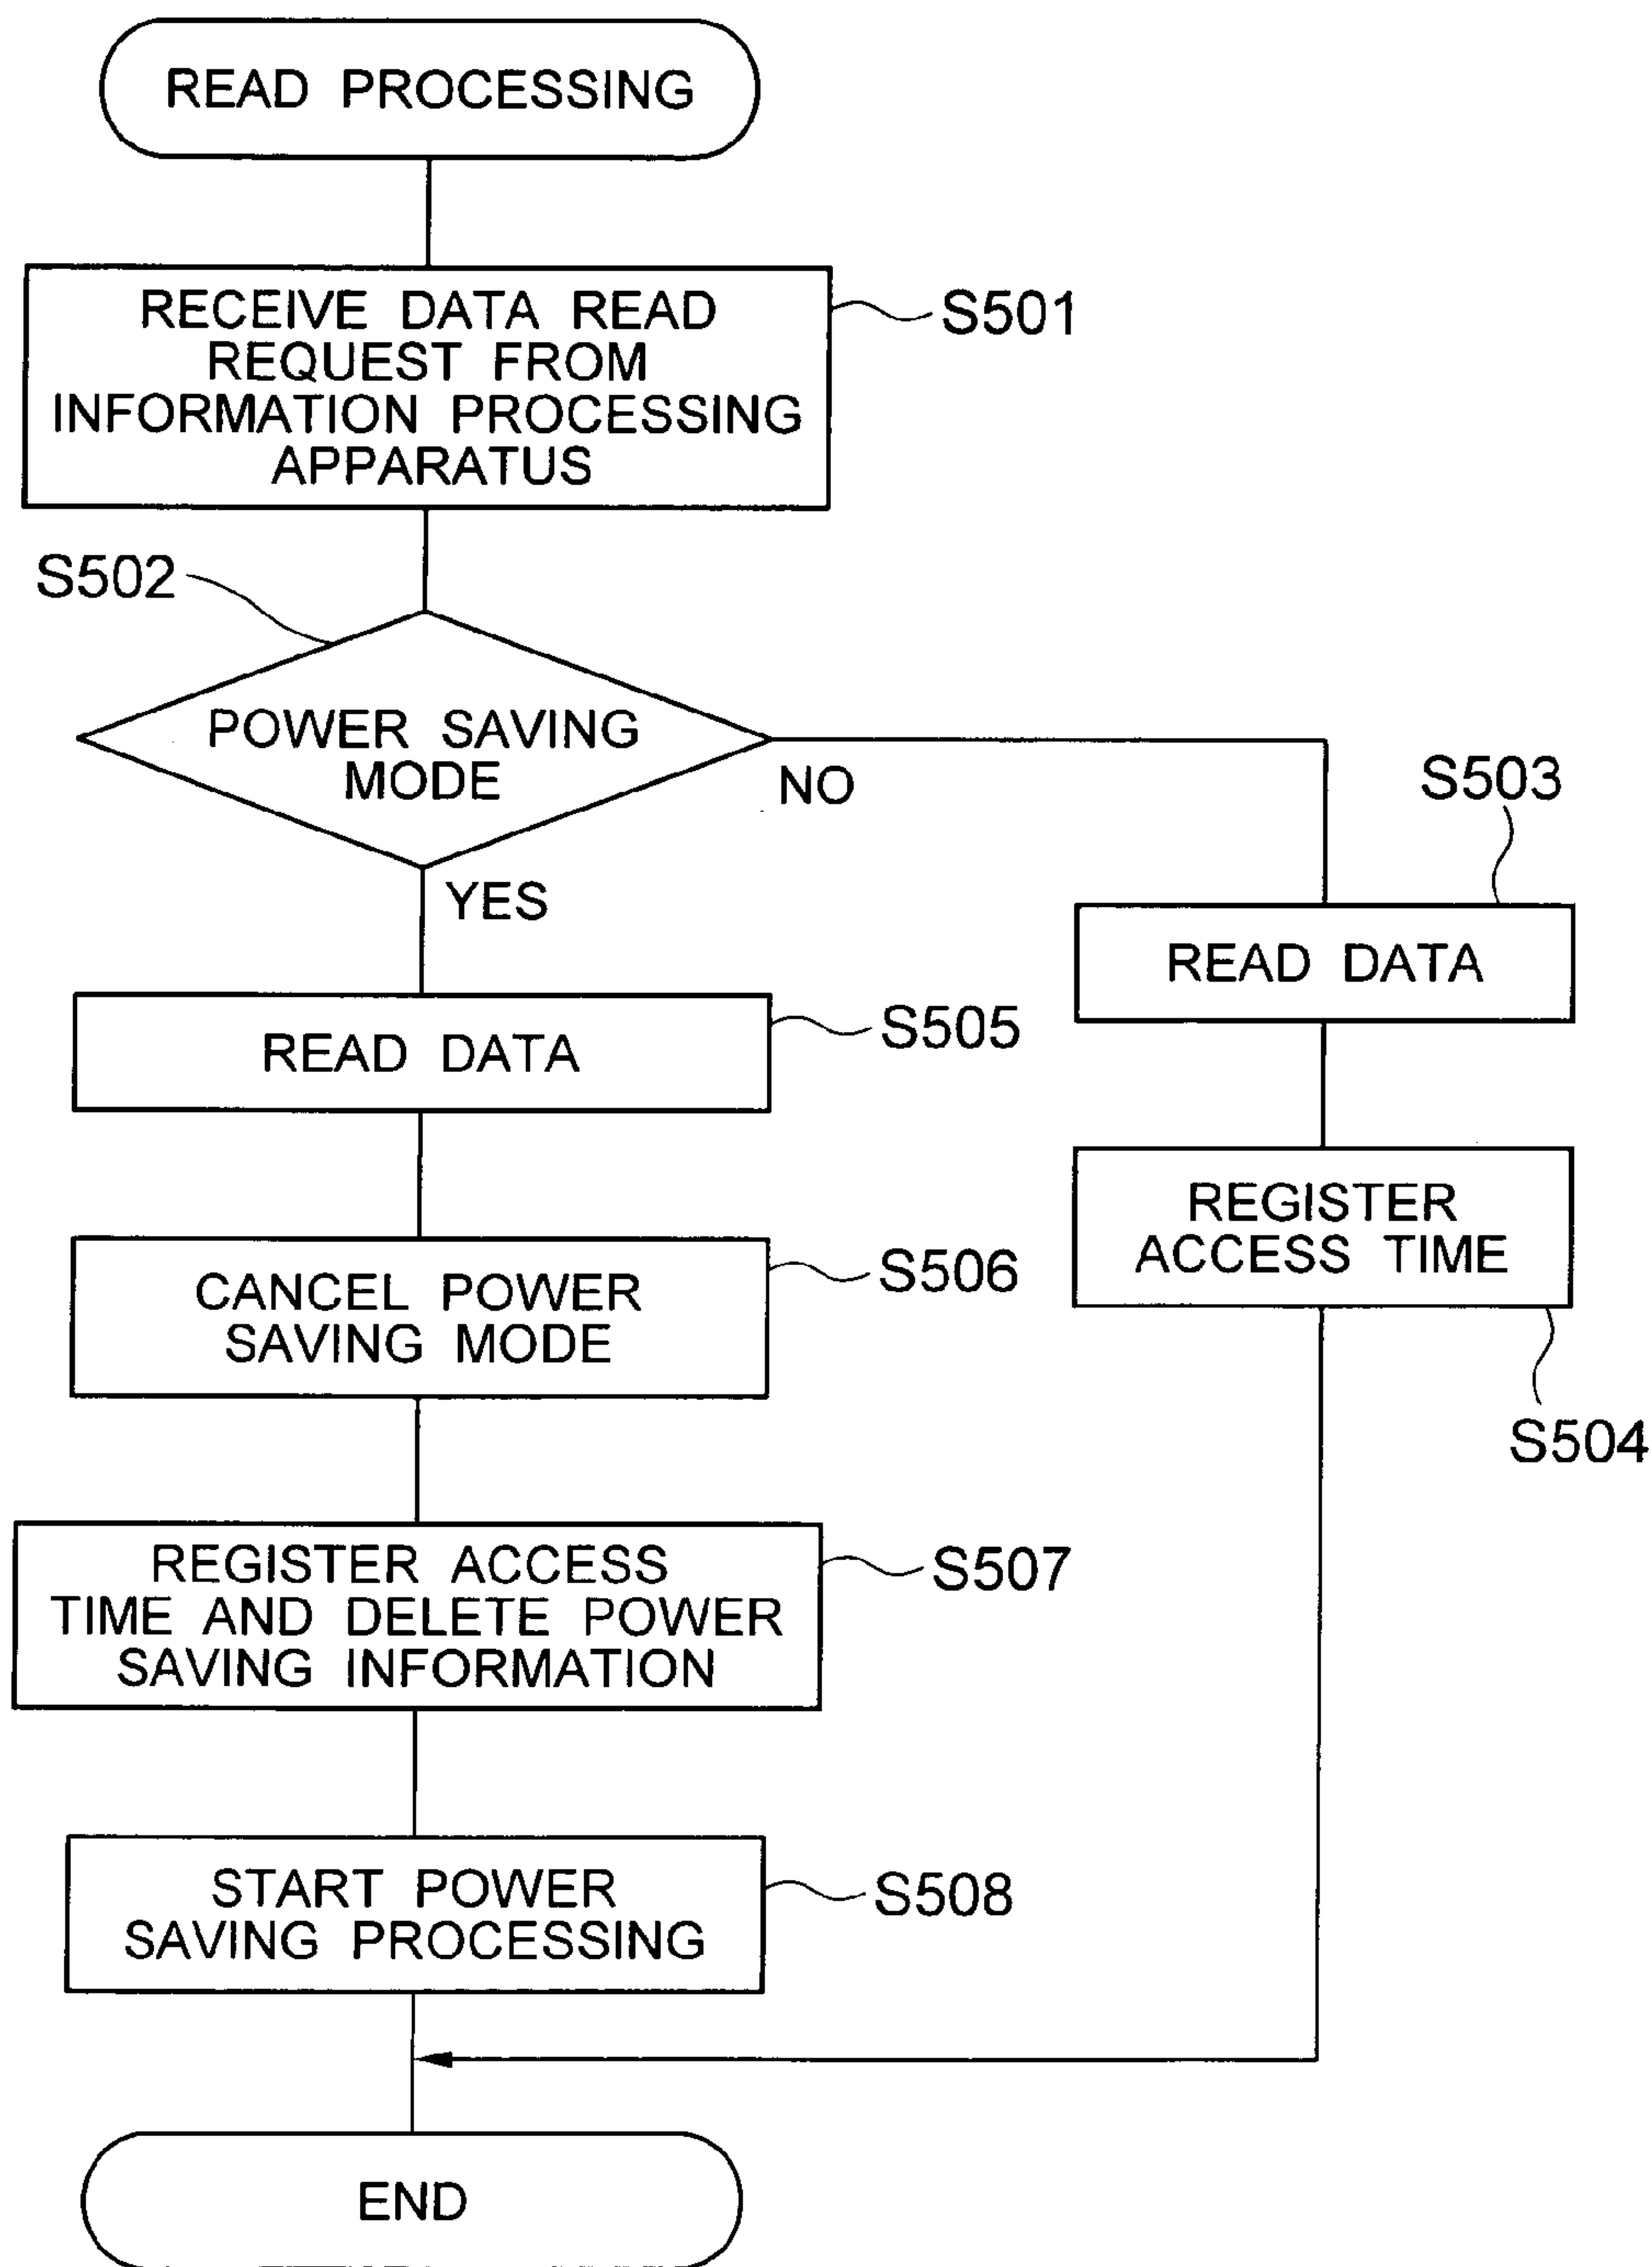 READ PROCESSING
RECEIVE DATA READ
REQUEST FROM
INFORMATION PROCESSING
APPARATUS
S501
S502
POWER SAVING
MODE
NO
YES
S503
READ DATA
REGISTER
ACCESS TIME
S504
READ DATA
S505
CANCEL POWER
SAVING MODE
S506
REGISTER ACCESS
TIME AND DELETE POWER
SAVING INFORMATION
S507
START POWER
SAVING PROCESSING
S508
END